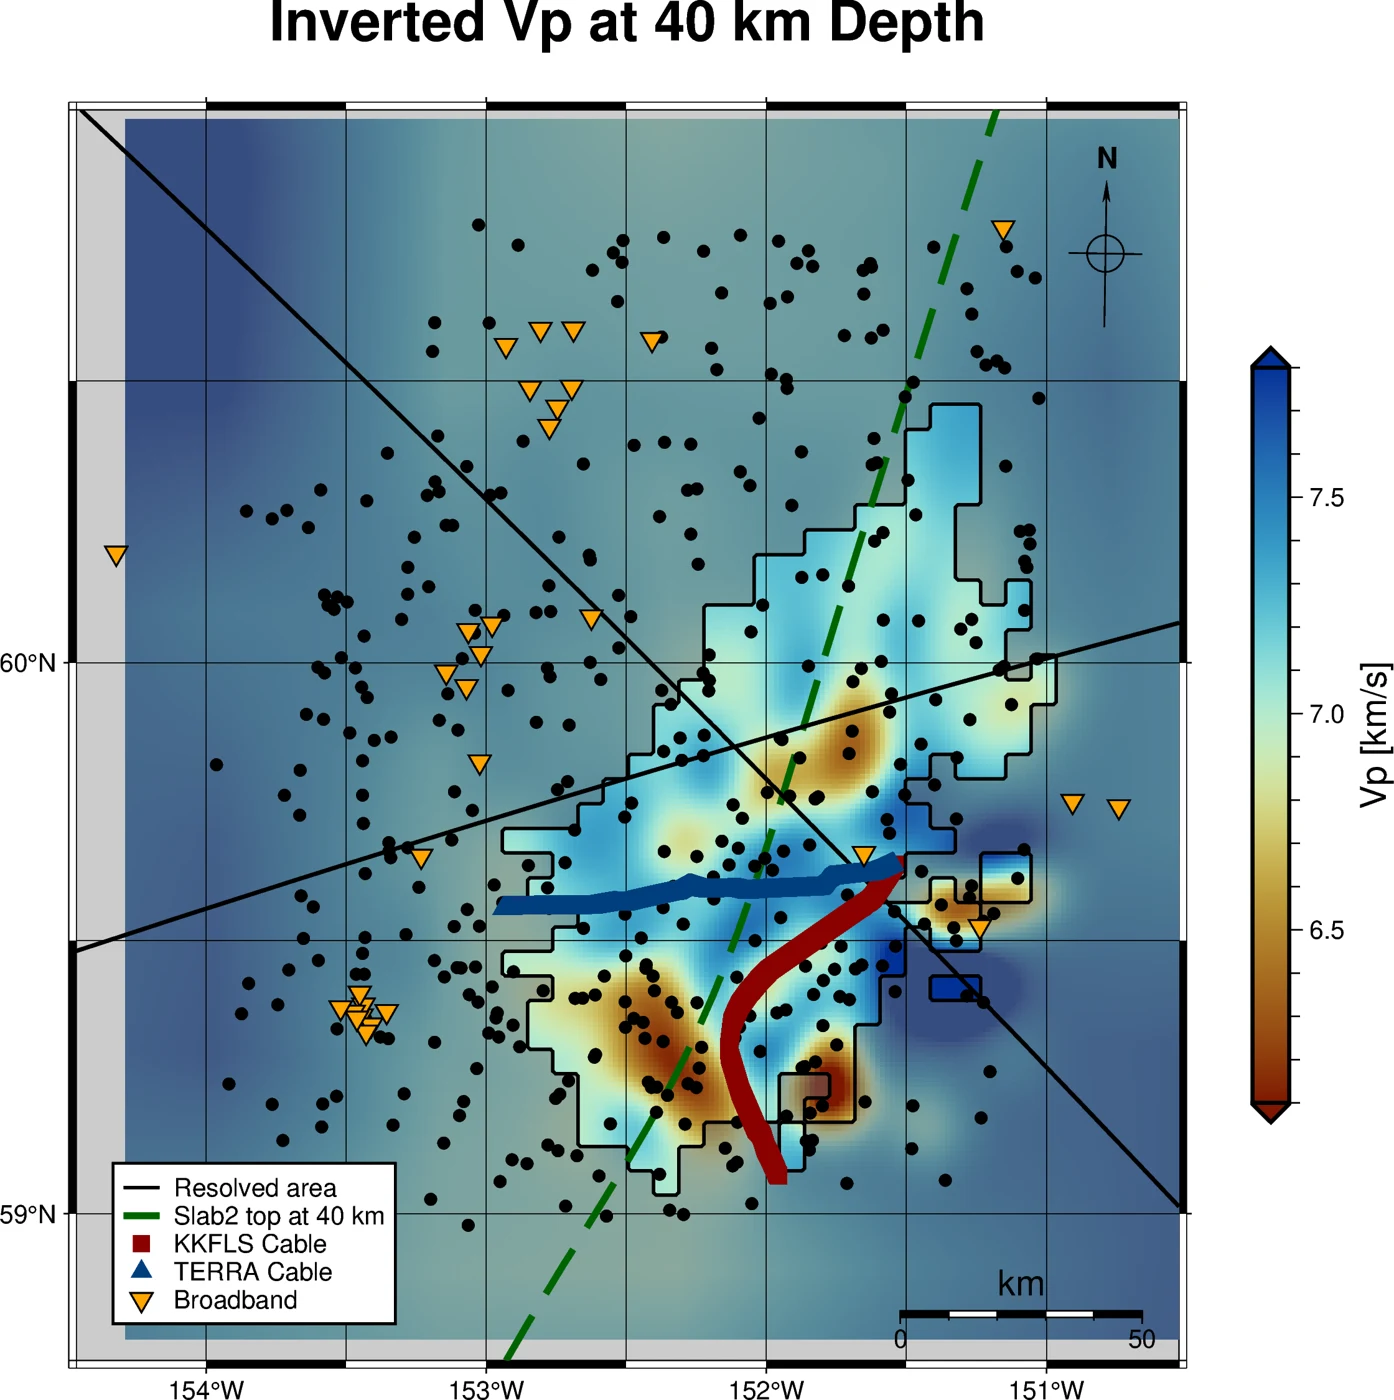 Inverted Vp at 40 km Depth
N
7.5
7.0
6.5
Vp [km/s]
60°N
59°N
Resolved area
Slab2 top at 40 km
KKFLS Cable
TERRA Cable
Broadband
km
0 50
154°W 153°W 152°W 151°W